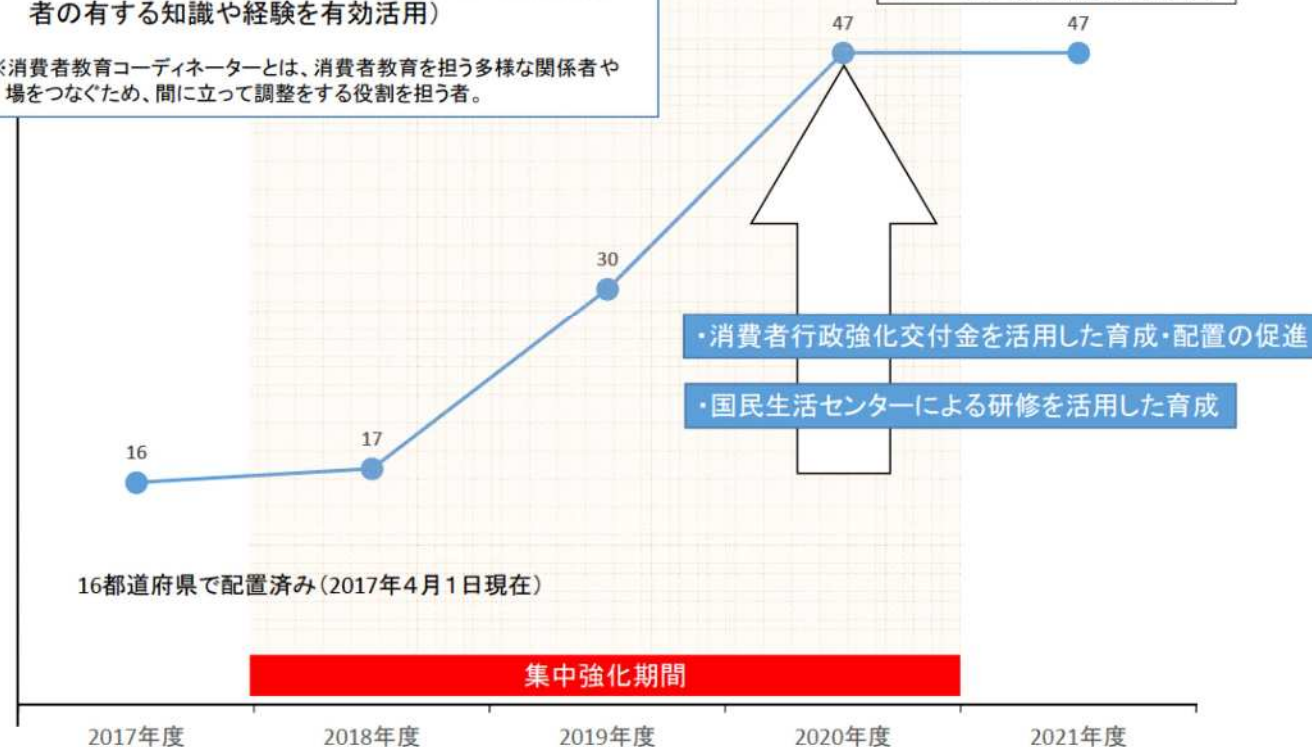 者の有する知識や経験を有効活用）
※消費者教育コーディネーターとは、消費者教育を担う多様な関係者や
場をつなぐため、間に立って調整をする役割を担う者。
47
47
30
・消費者行政強化交付金を活用した育成・配置の促進
・国民生活センターによる研修を活用した育成
17
16
16都道府県で配置済み（2017年４月１日現在）
集中強化期間
2017年度
2018年度
2019年度
2020年度
2021年度